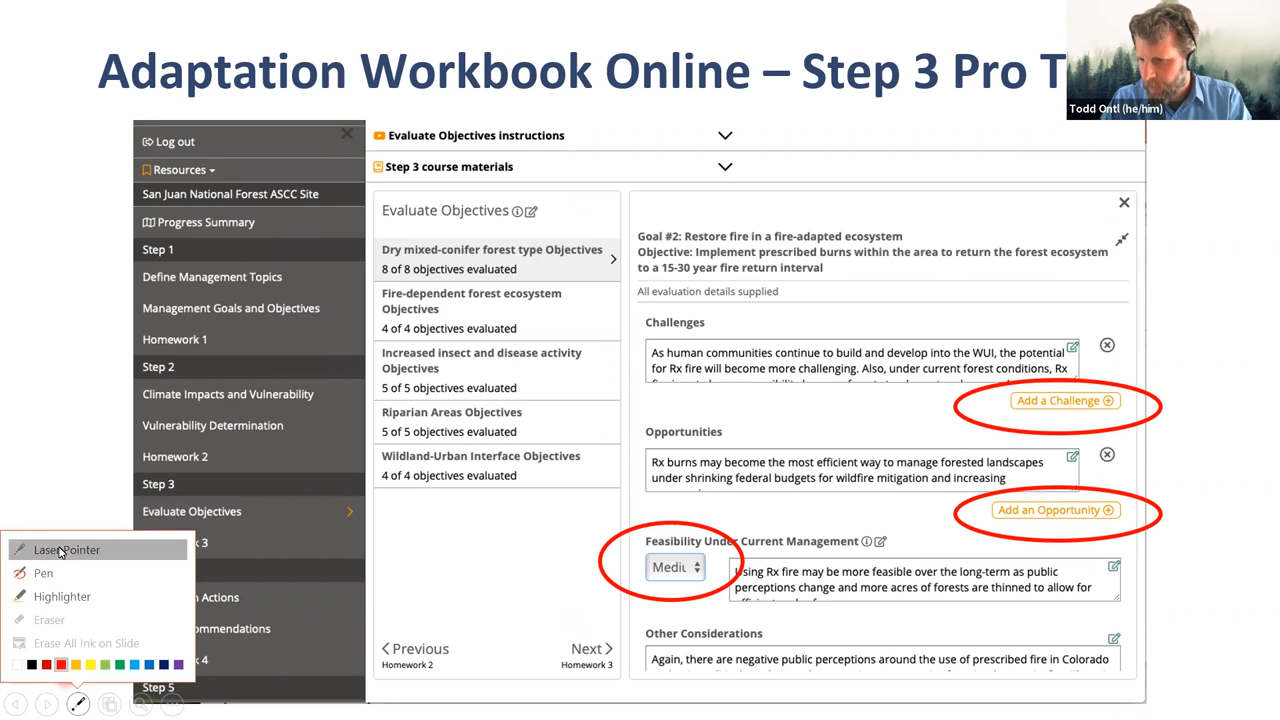 Adaptation Workbook Online – Step 3 Pro T
Todd Ontl (he/him)
Log out
Resources
San Juan National Forest ASCC Site
Progress Summary
Step 1
Define Management Topics
Management Goals and Objectives
Homework 1
Step 2
Climate Impacts and Vulnerability
Vulnerability Determination
Homework 2
Step 3
Evaluate Objectives
3
n Actions
ommendations
4
Step 5
Laser Pointer
Pen
Highlighter
Eraser
Erase All Ink on Slide
Evaluate Objectives instructions
Step 3 course materials
Evaluate Objectives
Dry mixed-conifer forest type Objectives
8 of 8 objectives evaluated
Fire-dependent forest ecosystem
Objectives
4 of 4 objectives evaluated
Increased insect and disease activity
Objectives
5 of 5 objectives evaluated
Riparian Areas Objectives
5 of 5 objectives evaluated
Wildland-Urban Interface Objectives
4 of 4 objectives evaluated
Previous
Homework 2
Next
Homework 3
Goal #2: Restore fire in a fire-adapted ecosystem
Objective: Implement prescribed burns within the area to return the forest ecosystem
to a 15-30 year fire return interval
All evaluation details supplied
Challenges
As human communities continue to build and develop into the WUI, the potential
for Rx fire will become more challenging. Also, under current forest conditions, Rx
Add a Challenge
Opportunities
Rx burns may become the most efficient way to manage forested landscapes
under shrinking federal budgets for wildfire mitigation and increasing
Add an Opportunity
Feasibility Under Current Management
Mediu
Using Rx fire may be more feasible over the long-term as public
perceptions change and more acres of forests are thinned to allow for
Other Considerations
Again, there are negative public perceptions around the use of prescribed fire in Colorado